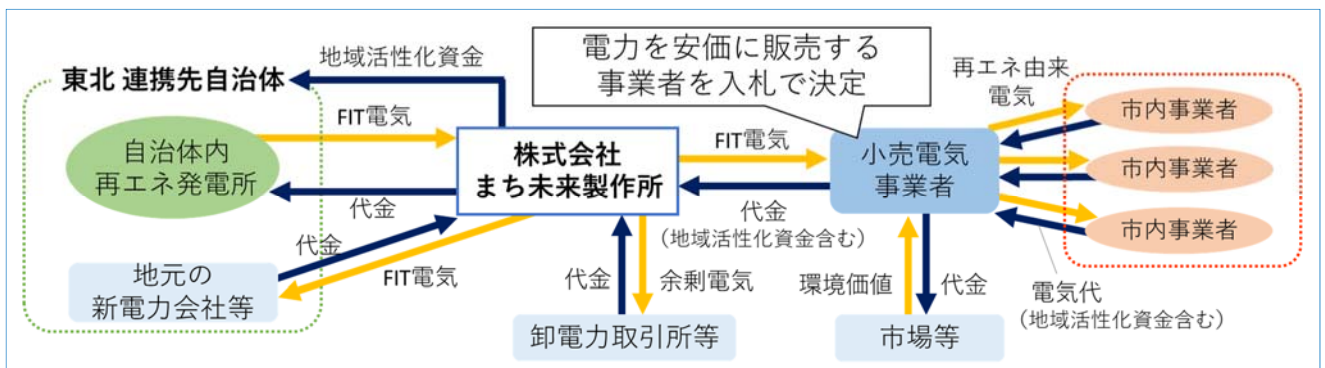 電力を安価に販売する
事業者を入札で決定
地域活性化資金
東北 連携先自治体
FIT電気
自治体内
再エネ発電所
代金
株式会社
まち未来製作所
FIT電気
小売電気
事業者
再エネ由来
電気
市内事業者
市内事業者
市内事業者
代金
(地域活性化資金含む)
代金
FIT電気
地元の
新電力会社等
代金
余剰電気
卸電力取引所等
環境価値
代金
市場等
電気代
(地域活性化資金含む)